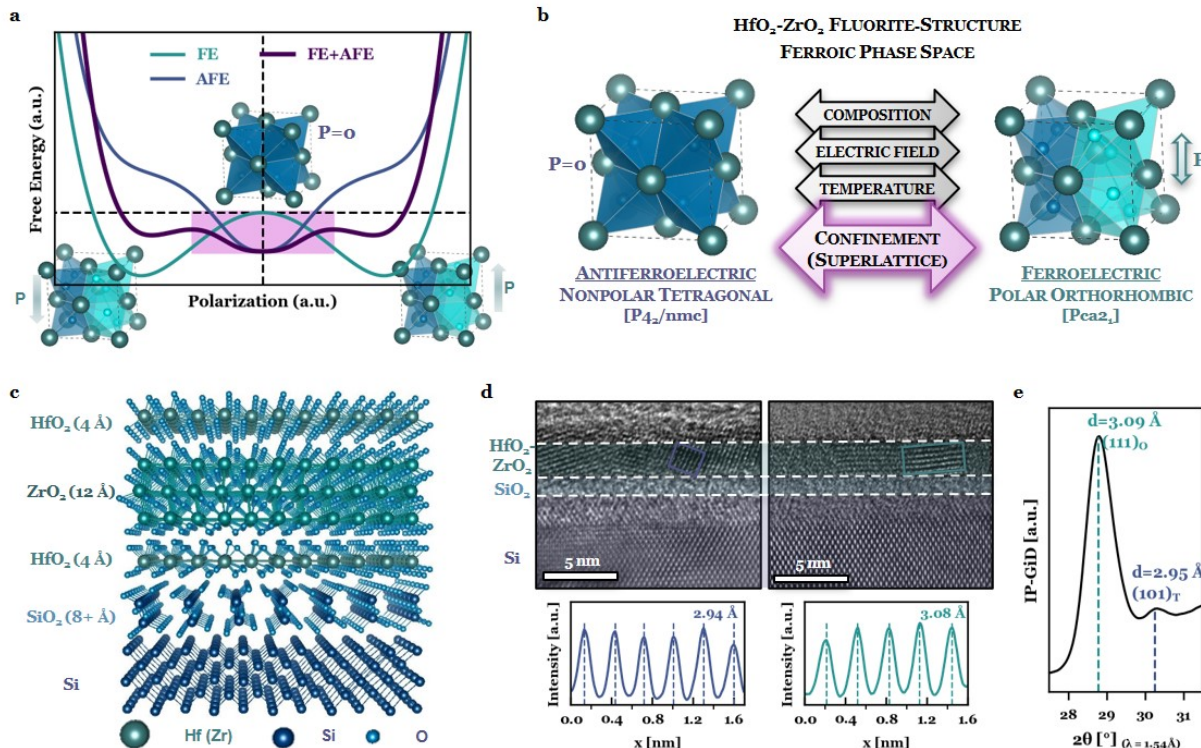 a
FE
FE+AFE
AFE
P=0
Free Energy (a.u.)
P
P
Polarization (a.u.)
b
HfO₂-ZrO₂ FLUORITE-STRUCTURE
FERROIC PHASE SPACE
COMPOSITION
ELECTRIC FIELD
TEMPERATURE
CONFINEMENT
(SUPERLATTICE)
P=0
P
ANTIFERROELECTRIC
NONPOLAR TETRAGONAL
[P4₂/nmc]
FERROELECTRIC
POLAR ORTHORHOMBIC
[Pca2₁]
c
HfO₂ (4 Å)
ZrO₂ (12 Å)
HfO₂ (4 Å)
SiO₂ (8+ Å)
Si
Hf (Zr)
Si
O
d
HfO₂-
ZrO₂
SiO₂
Si
5 nm
5 nm
Intensity [a.u.]
2.94 Å
0.0 0.4 0.8 1.2 1.6
x [nm]
Intensity [a.u.]
3.08 Å
0.0 0.4 0.8 1.2 1.6
x [nm]
e
IP-GiD [a.u.]
d=3.09 Å
(111)O
d=2.95 Å
(101)T
28 29 30 31
2θ [°] (λ = 1.54Å)